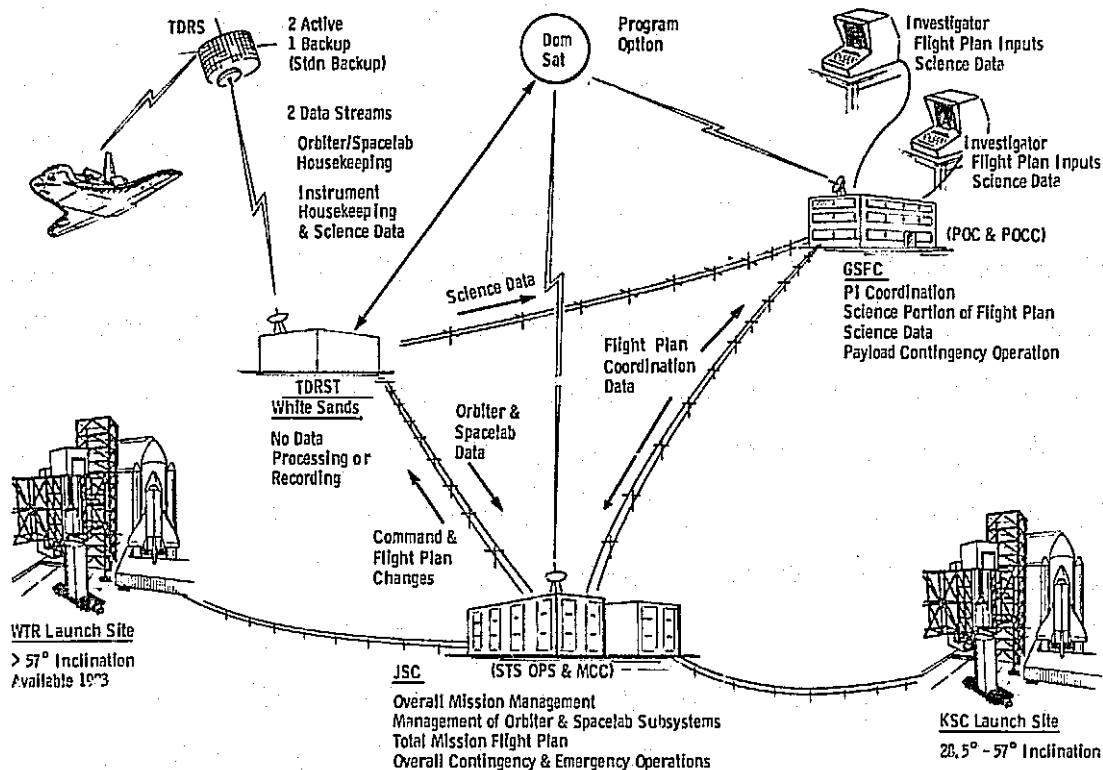 TDRS
2 Active
1 Backup
(Stdn Backup)
2 Data Streams
Orbiter/Spacelab
Housekeeping
Instrument
Housekeeping
& Science Data
Dom
Sat
Program
Option
Investigator
Flight Plan Inputs
Science Data
Investigator
Flight Plan Inputs
Science Data
(POC & POCC)
GSFC
PI Coordination
Science Portion of Flight Plan
Science Data
Payload Contingency Operation
Science Data
Flight Plan
Coordination
Data
TDRST
White Sands
No Data
Processing or
Recording
Orbiter &
Spacelab
Data
Command &
Flight Plan
Changes
WTR Launch Site
> 57° Inclination
Available
JSC
(STS OPS & MCC)
Overall Mission Management
Management of Orbiter & Spacelab Subsystems
Total Mission Flight Plan
Overall Contingency & Emergency Operations
KSC Launch Site
28.5° - 57° Inclination